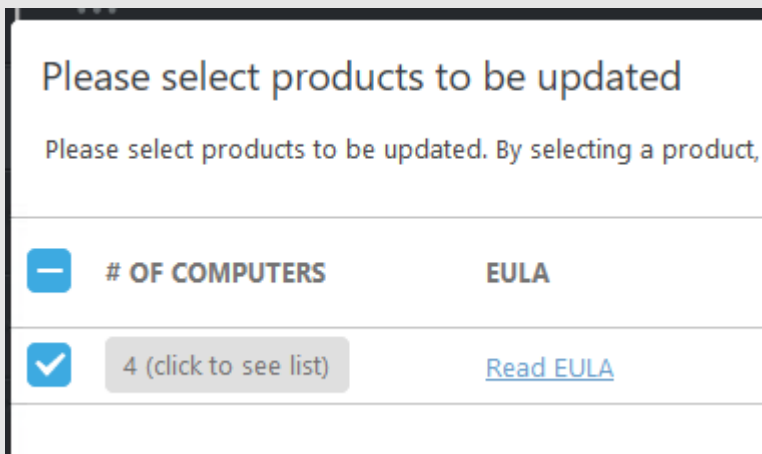 Please select products to be updated
Please select products to be updated. By selecting a product,
# OF COMPUTERS EULA
4 (click to see list) Read EULA